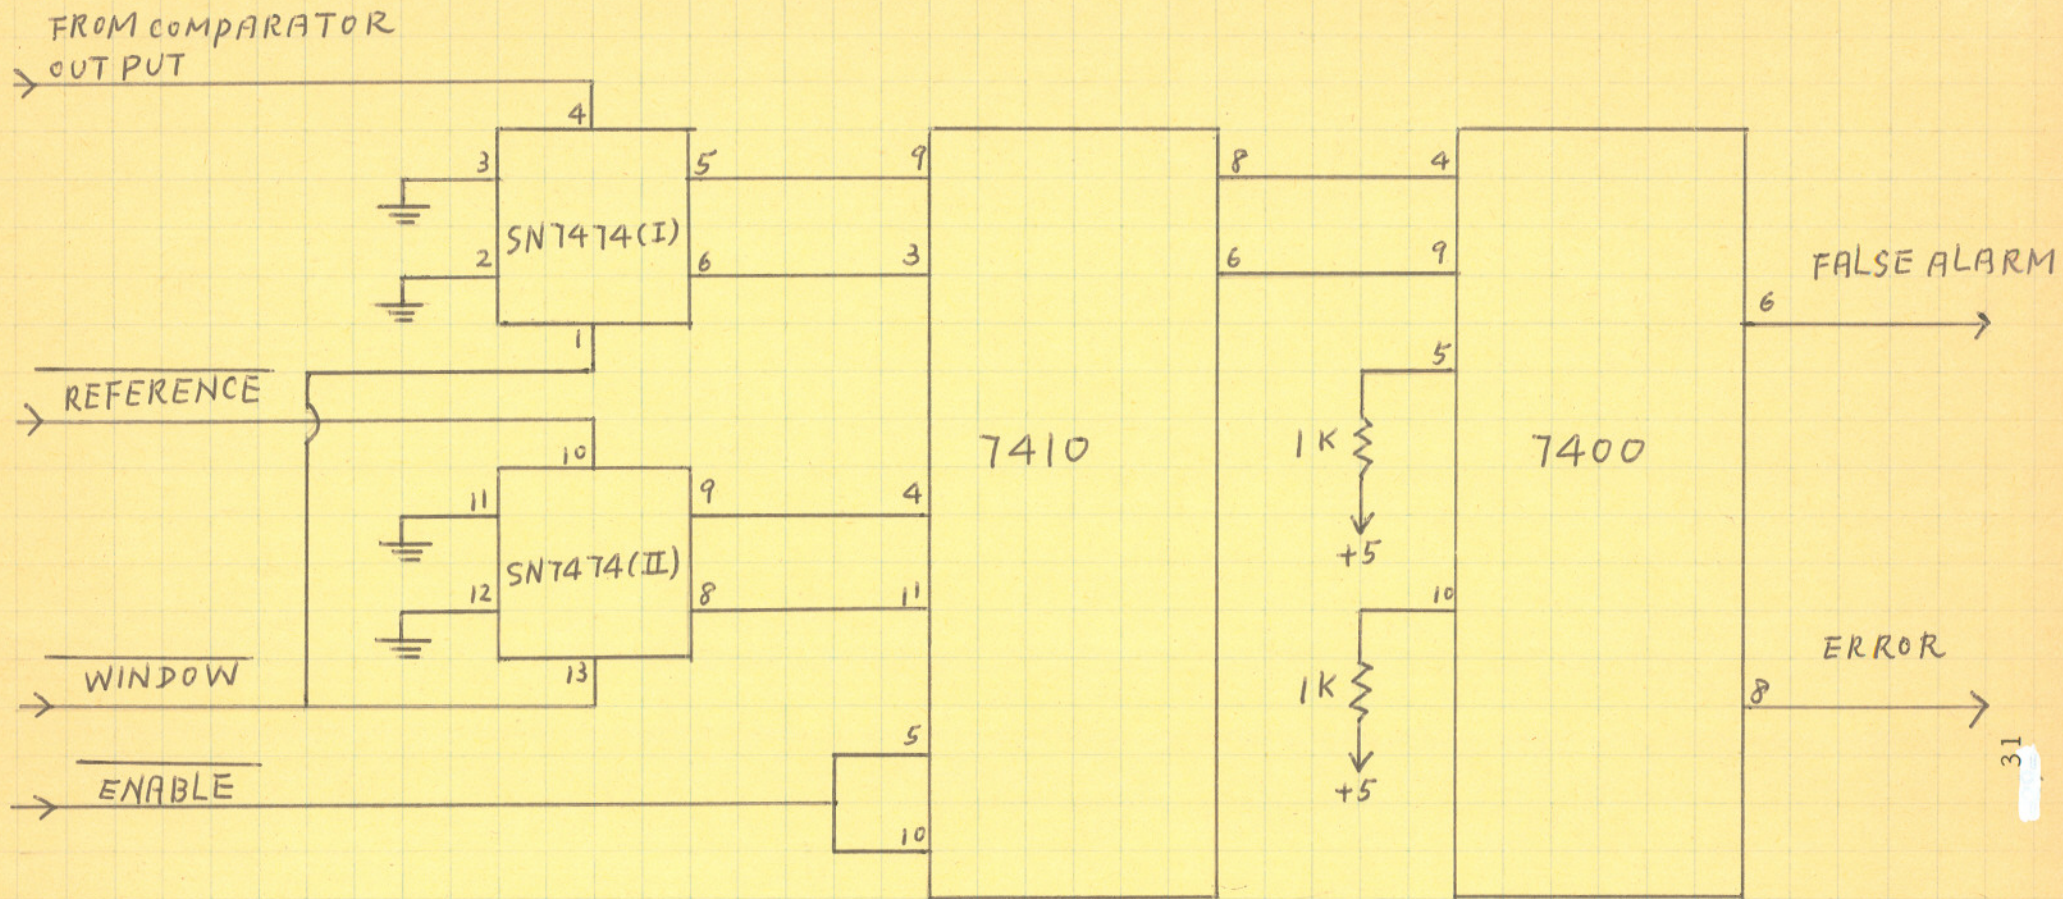 FROM COMPARATOR
OUTPUT
4
3
5
9
8
4
SN7474(I)
2
6
3
6
9
FALSE ALARM
6
1
5
REFERENCE
10
1K
7410
7400
11
9
4
+5
SN7474(II)
12
8
11
10
ERROR
WINDOW
13
1K
8
5
31
ENABLE
+5
10